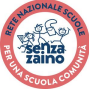 RETE NAZIONALE SCUOLE
senza
zaino
PER UNA SCUOLA COMUNITÀ